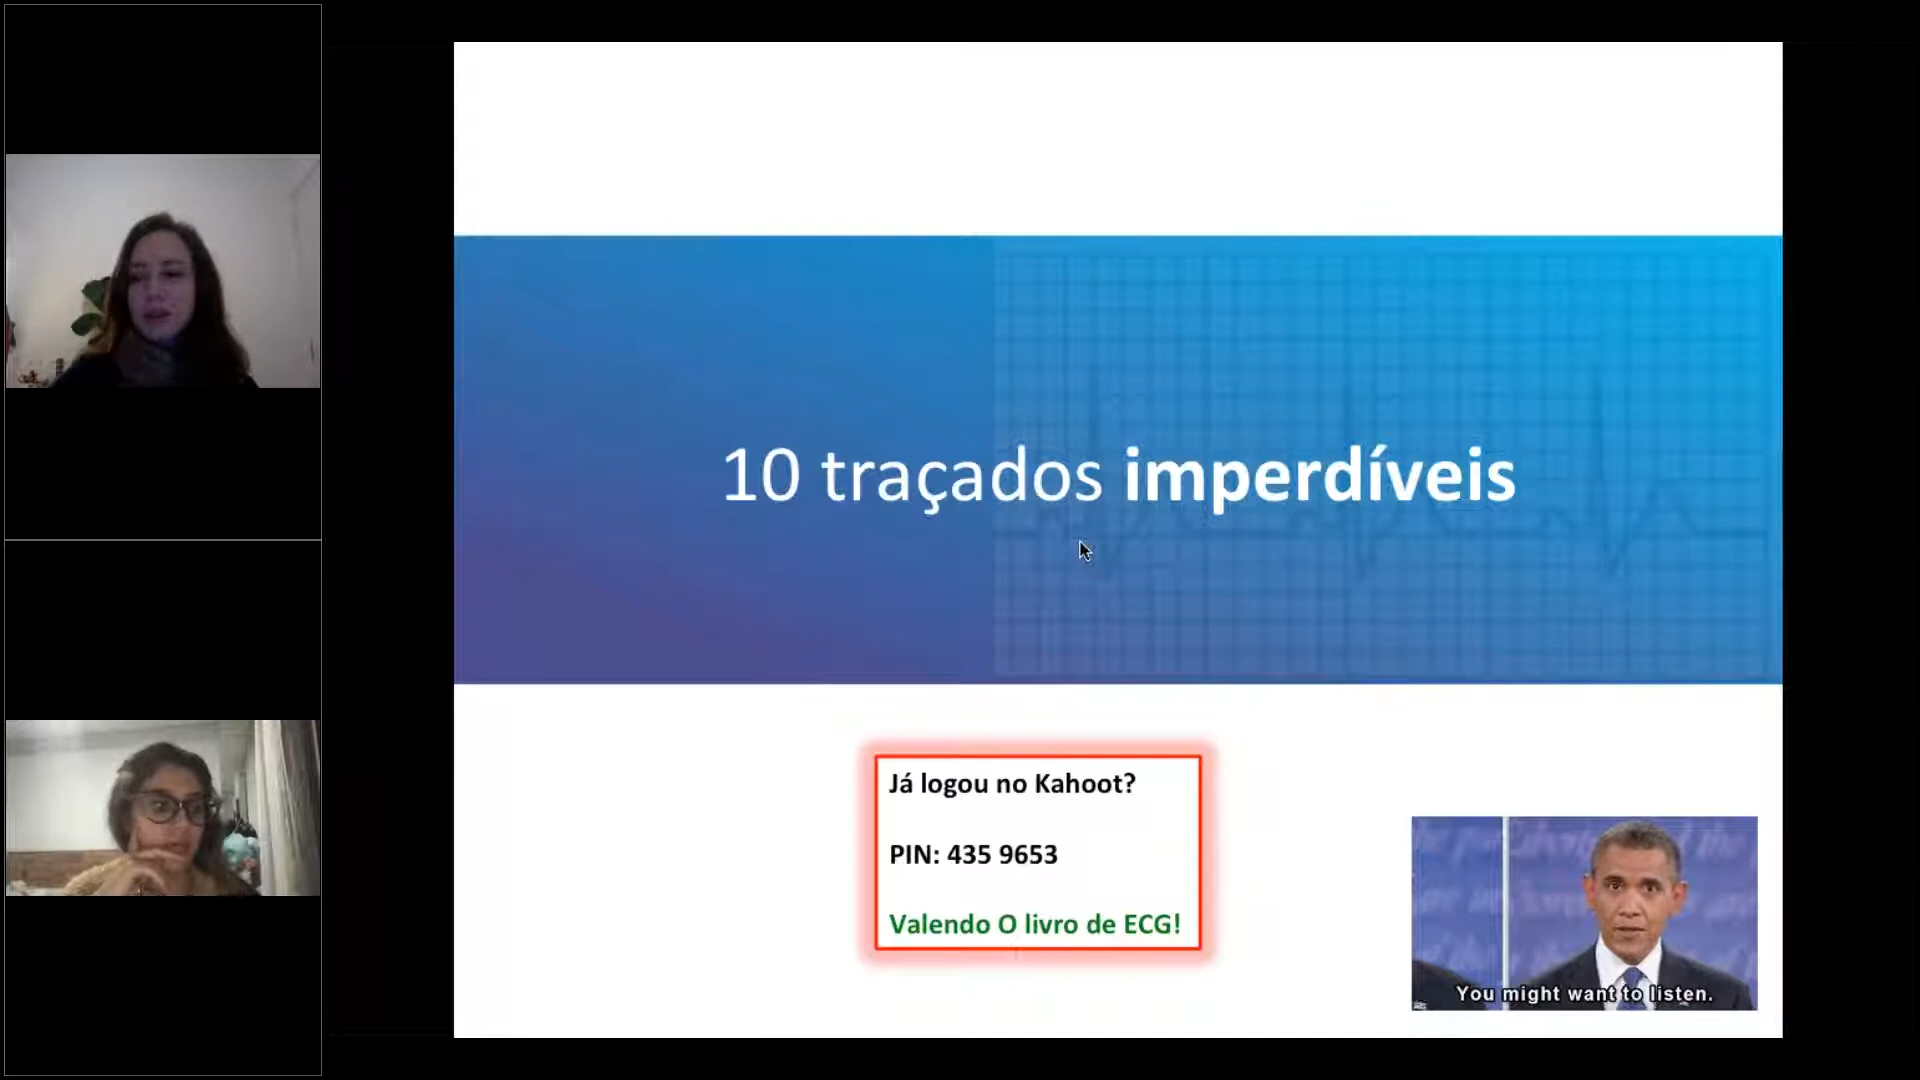 10 traçados imperdíveis
Já logou no Kahoot?
PIN: 435 9653
Valendo O livro de ECG!
You might want to listen.